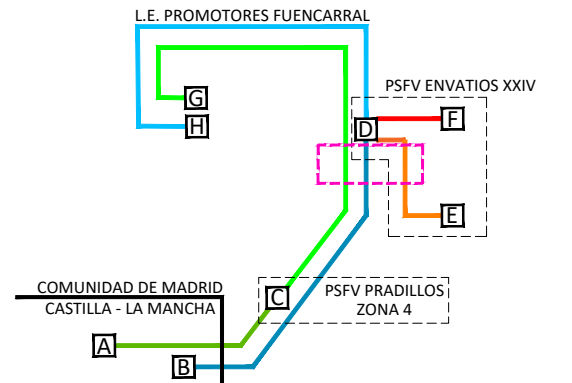 L.E. PROMOTORES FUENCARRAL
PSFV ENVATIOS XXIV
G
H
D
F
E
COMUNIDAD DE MADRID
CASTILLA - LA MANCHA
C
PSFV PRADILLOS
ZONA 4
A
B